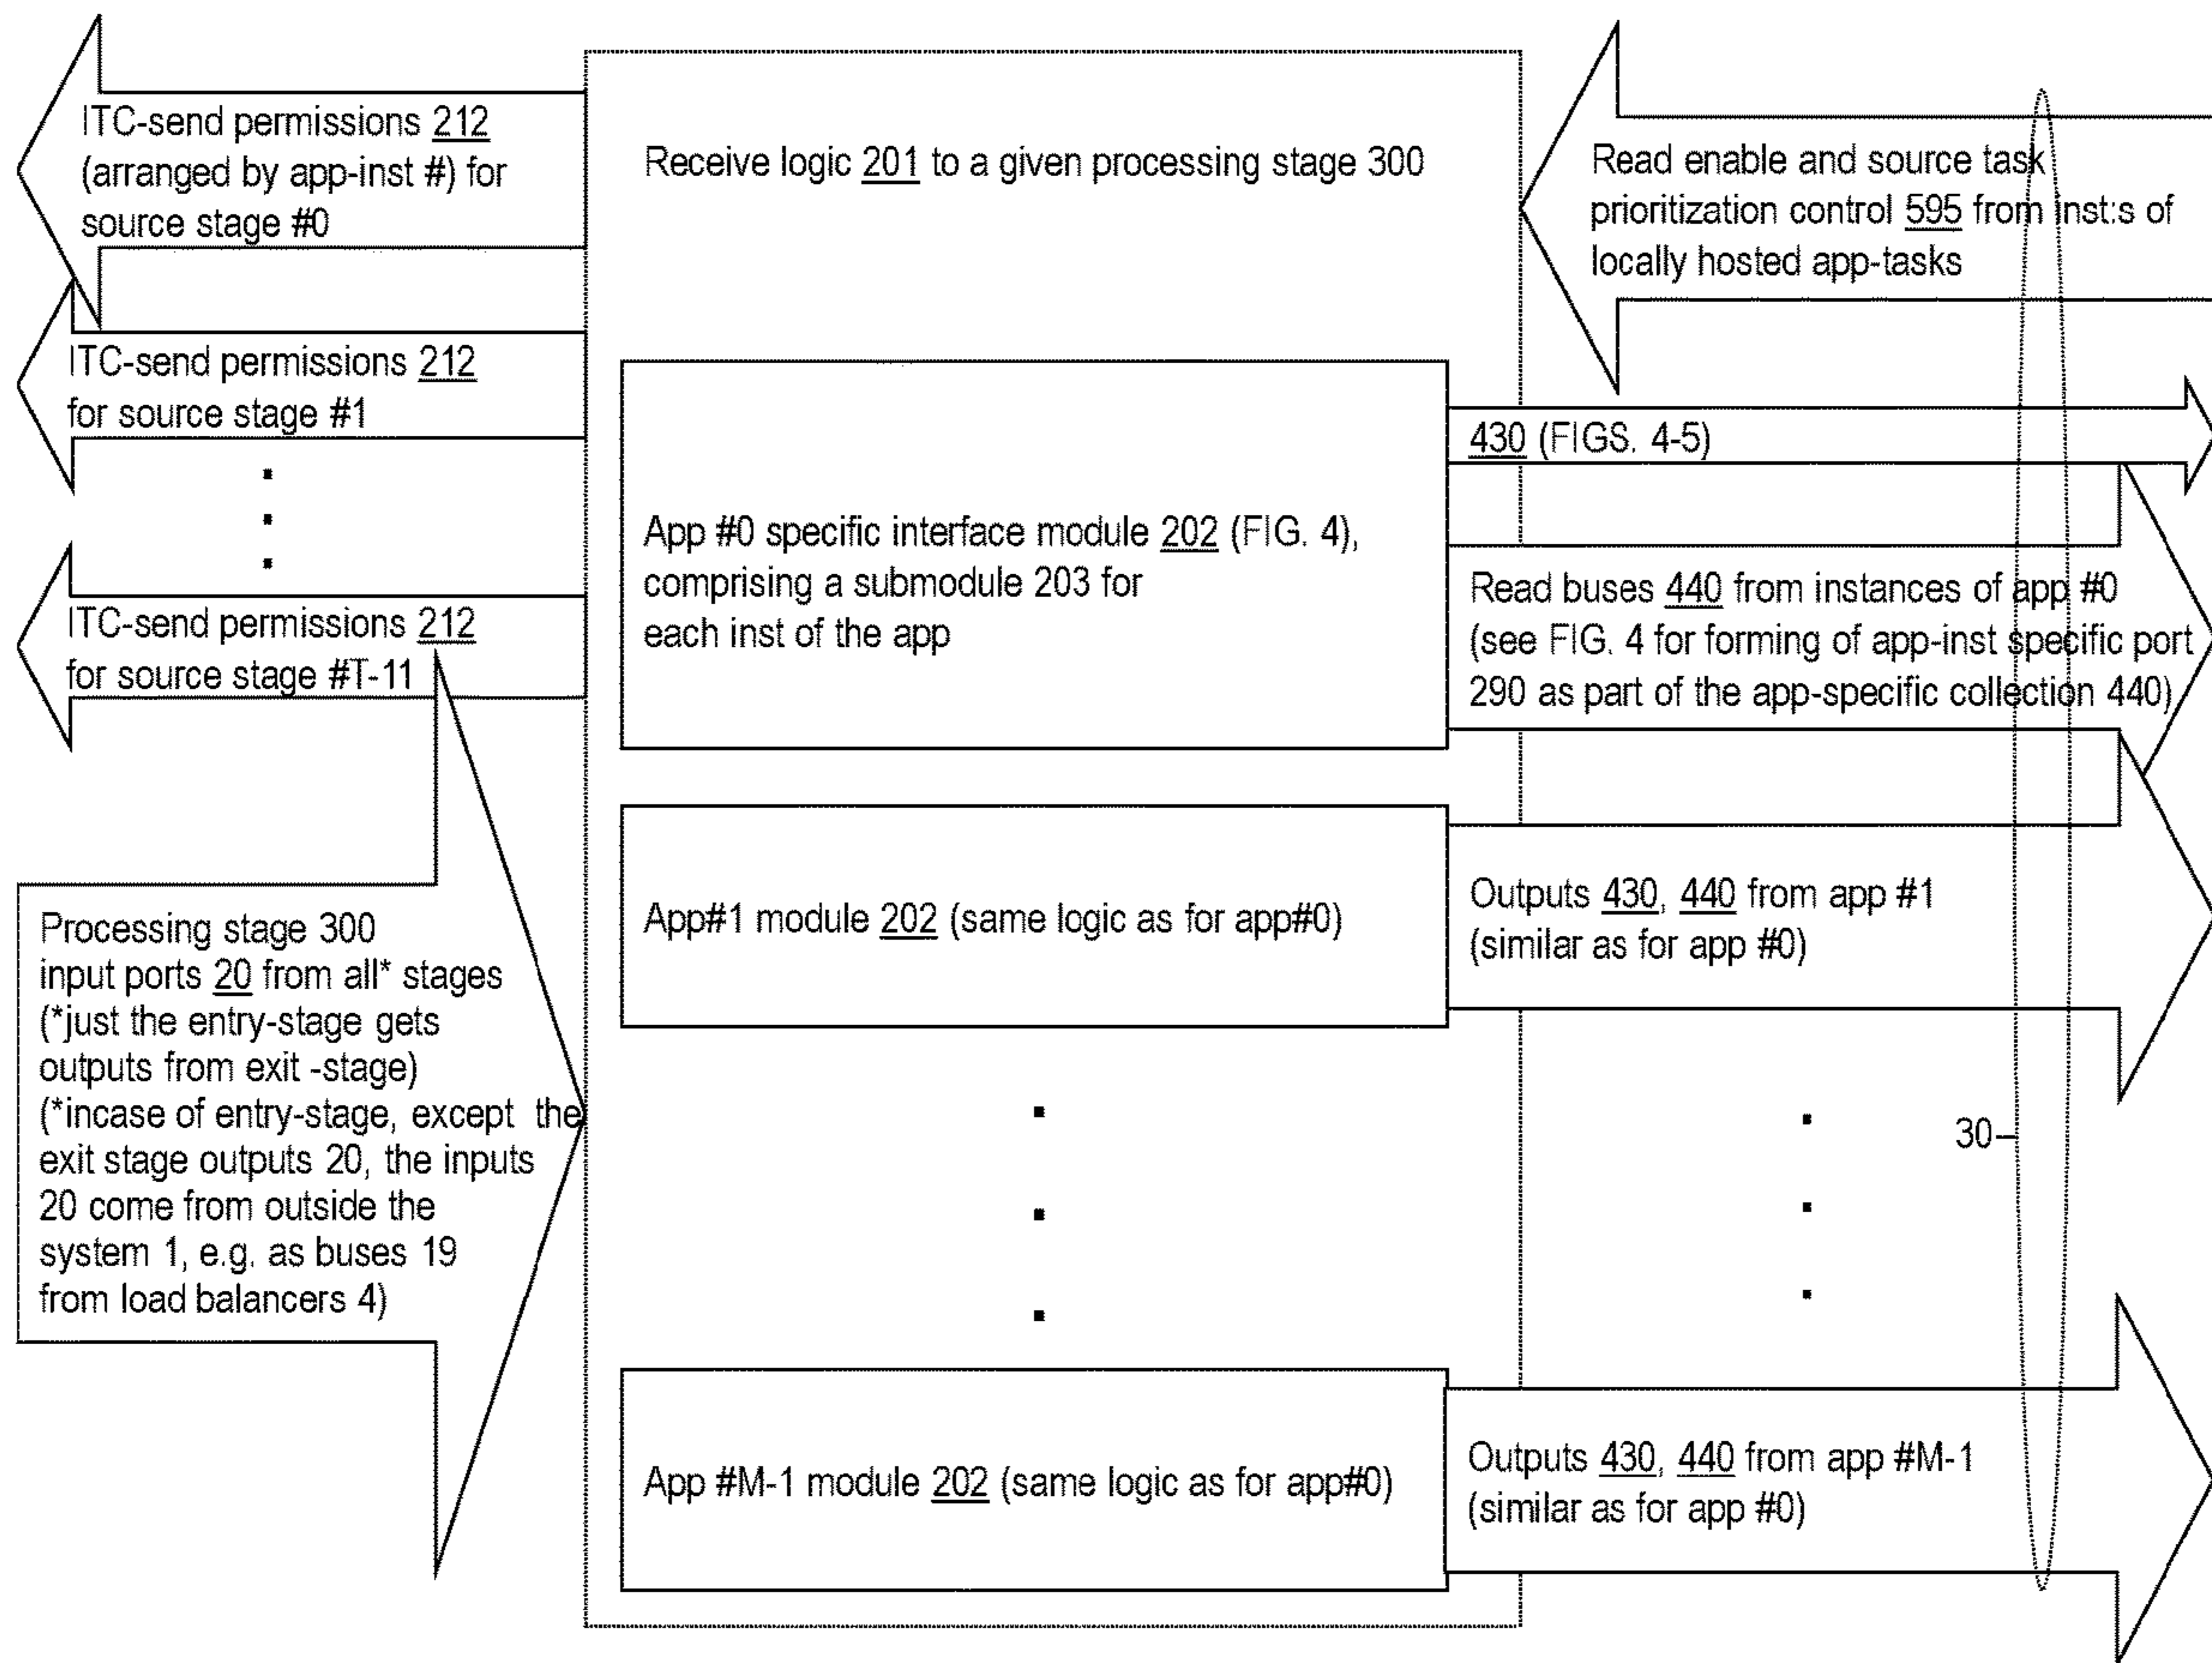 ITC-send permissions 212
(arranged by app-inst #) for
source stage #0
ITC-send permissions 212
for source stage #1
ITC-send permissions 212
for source stage #T-11
Processing stage 300
input ports 20 from all* stages
(*just the entry-stage gets
outputs from exit -stage)
(*incase of entry-stage, except the
exit stage outputs 20, the inputs
20 come from outside the
system 1, e.g. as buses 19
from load balancers 4)
Receive logic 201 to a given processing stage 300
App #0 specific interface module 202 (FIG. 4),
comprising a submodule 203 for
each inst of the app
App#1 module 202 (same logic as for app#0)
App #M-1 module 202 (same logic as for app#0)
Read enable and source task
prioritization control 595 from inst:s of
locally hosted app-tasks
430 (FIGS. 4-5)
Read buses 440 from instances of app #0
(see FIG. 4 for forming of app-inst specific port
290 as part of the app-specific collection 440)
Outputs 430, 440 from app #1
(similar as for app #0)
30
Outputs 430, 440 from app #M-1
(similar as for app #0)